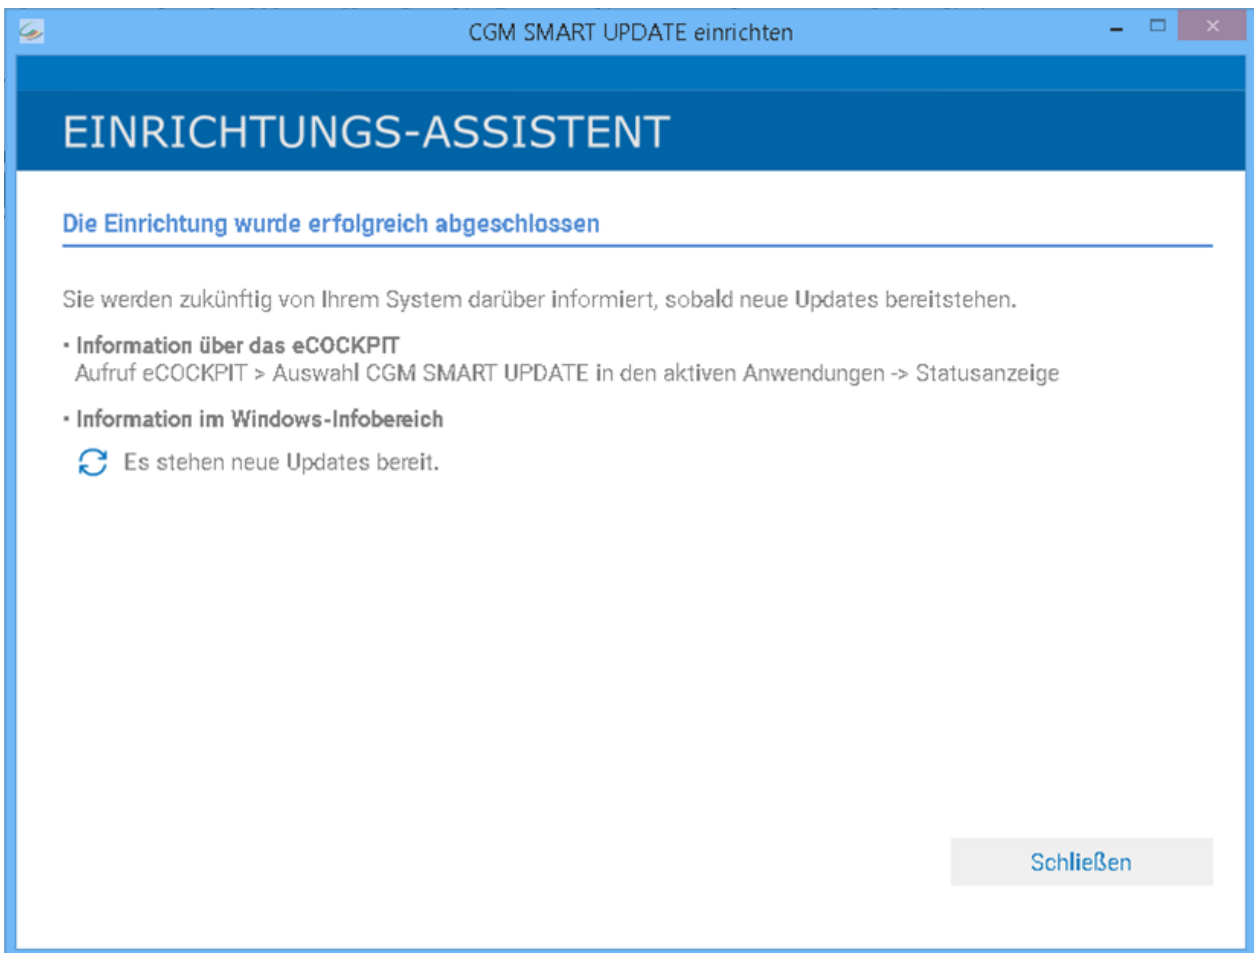 CGM SMART UPDATE einrichten
EINRICHTUNGS-ASSISTENT
Die Einrichtung wurde erfolgreich abgeschlossen
Sie werden zukünftig von Ihrem System darüber informiert, sobald neue Updates bereitstehen.
• Information über das eCOCKPIT
Aufruf eCOCKPIT > Auswahl CGM SMART UPDATE in den aktiven Anwendungen -> Statusanzeige
• Information im Windows-Infobereich
Es stehen neue Updates bereit.
Schließen